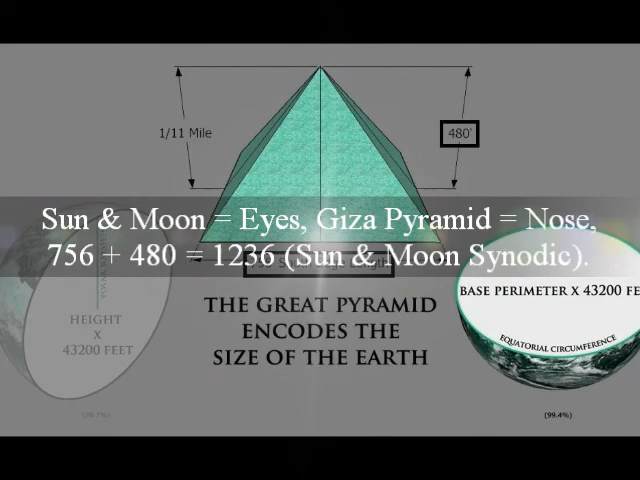 1/11 Mile
480'
Sun & Moon = Eyes, Giza Pyramid = Nose,
756 + 480 = 1236 (Sun & Moon Synodic).
BASE PERIMETER X 43200 FE
HEIGHT
X
43200 FEET
THE GREAT PYRAMID
ENCODES THE
SIZE OF THE EARTH
EQUATORIAL CIRCUMFERENCE
(99.4%)